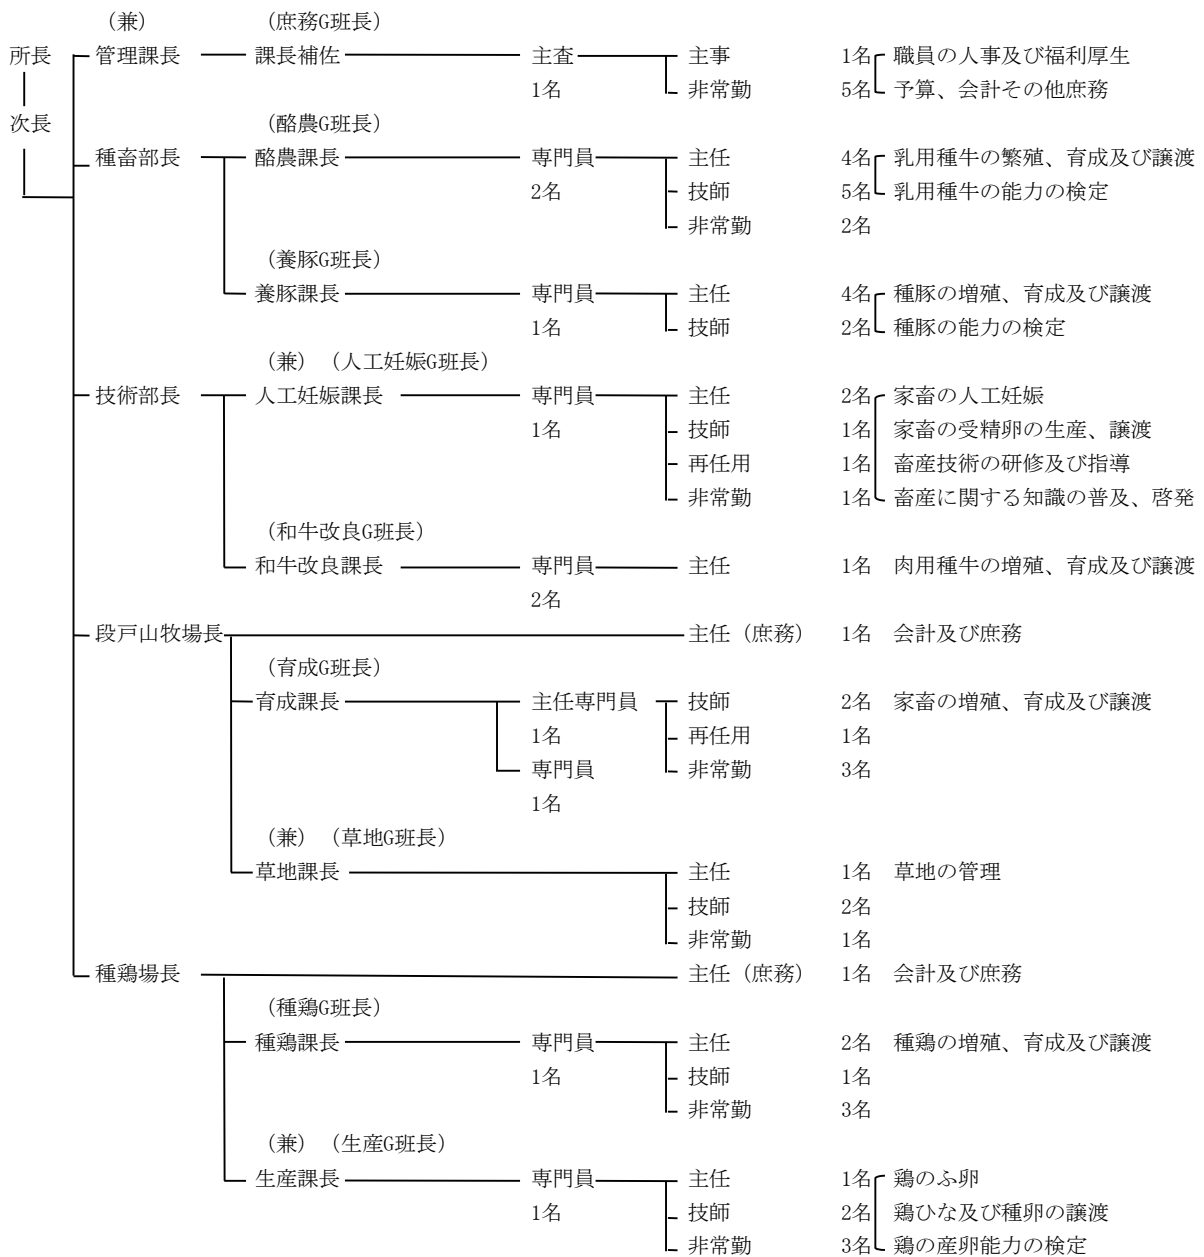 （兼） （庶務G班長）
所長 管理課長 課長補佐 主査 主事 1名 職員の人事及び福利厚生
1名 非常勤 5名 予算、会計その他庶務
次長 （酪農G班長）
種畜部長 酪農課長 専門員 主任 4名 乳用種牛の繁殖、育成及び譲渡
2名 技師 5名 乳用種牛の能力の検定
非常勤 2名
（養豚G班長）
養豚課長 専門員 主任 4名 種豚の増殖、育成及び譲渡
1名 技師 2名 種豚の能力の検定
（兼）（人工妊娠G班長）
技術部長 人工妊娠課長 専門員 主任 2名 家畜の人工妊娠
1名 技師 1名 家畜の受精卵の生産、譲渡
再任用 1名 畜産技術の研修及び指導
非常勤 1名 畜産に関する知識の普及、啓発
（和牛改良G班長）
和牛改良課長 専門員 主任 1名 肉用種牛の増殖、育成及び譲渡
2名
段戸山牧場長 主任（庶務） 1名 会計及び庶務
（育成G班長）
育成課長 主任専門員 技師 2名 家畜の増殖、育成及び譲渡
1名 再任用 1名
専門員 非常勤 3名
1名
（兼）（草地G班長）
草地課長 主任 1名 草地の管理
技師 2名
非常勤 1名
種鶏場長 主任（庶務） 1名 会計及び庶務
（種鶏G班長）
種鶏課長 専門員 主任 2名 種鶏の増殖、育成及び譲渡
1名 技師 1名
非常勤 3名
（兼）（生産G班長）
生産課長 専門員 主任 1名 鶏のふ卵
1名 技師 2名 鶏ひな及び種卵の譲渡
非常勤 3名 鶏の産卵能力の検定